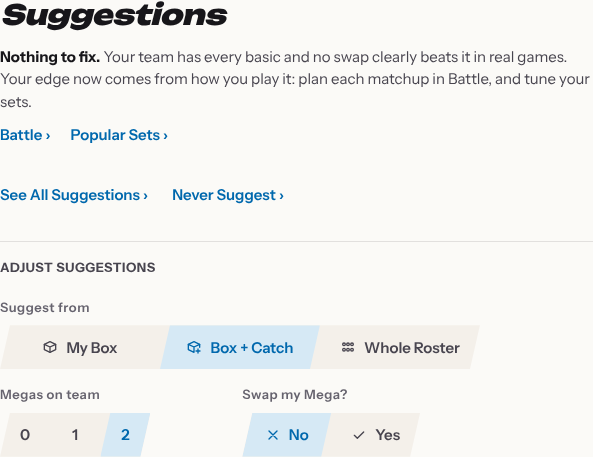 Suggestions
Nothing to fix. Your team has every basic and no swap clearly beats it in real games.
Your edge now comes from how you play it: plan each matchup in Battle, and tune your
sets.
Battle › Popular Sets ›
See All Suggestions › Never Suggest ›
ADJUST SUGGESTIONS
Suggest from
My Box Box + Catch Whole Roster
Megas on team Swap my Mega?
0 1 2 No Yes